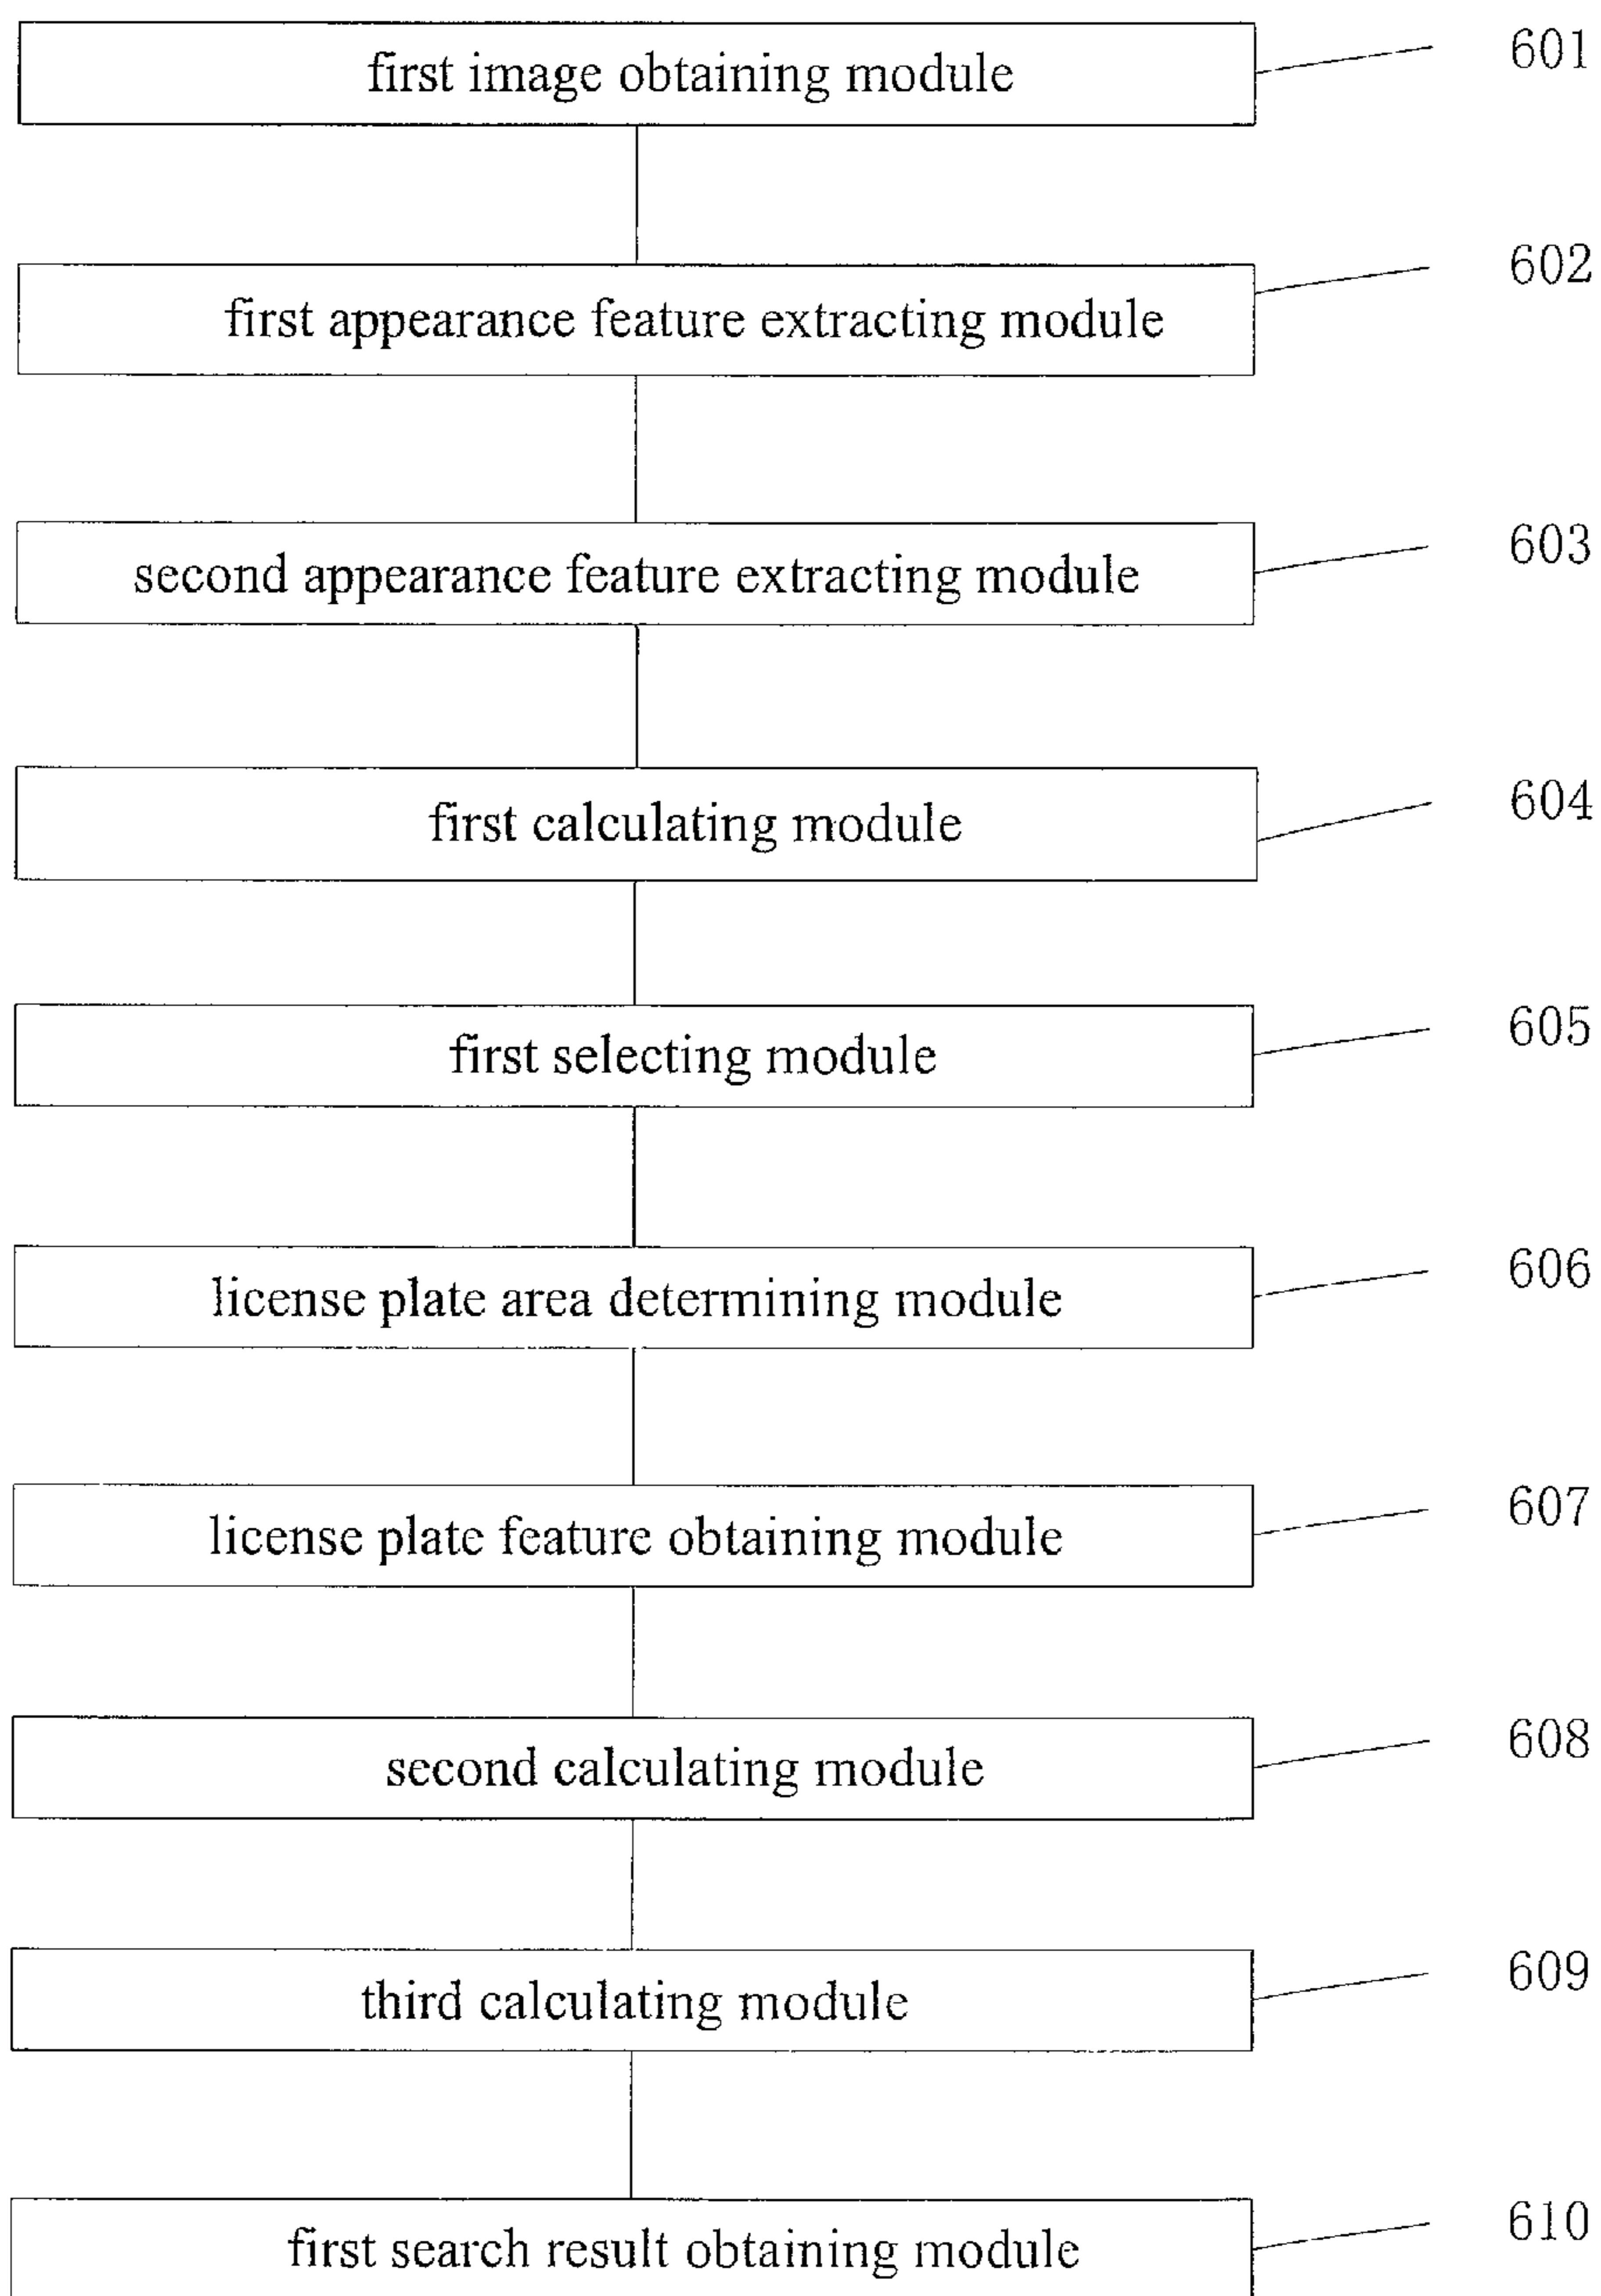 first image obtaining module 601
first appearance feature extracting module 602
second appearance feature extracting module 603
first calculating module 604
first selecting module 605
license plate area determining module 606
license plate feature obtaining module 607
second calculating module 608
third calculating module 609
first search result obtaining module 610